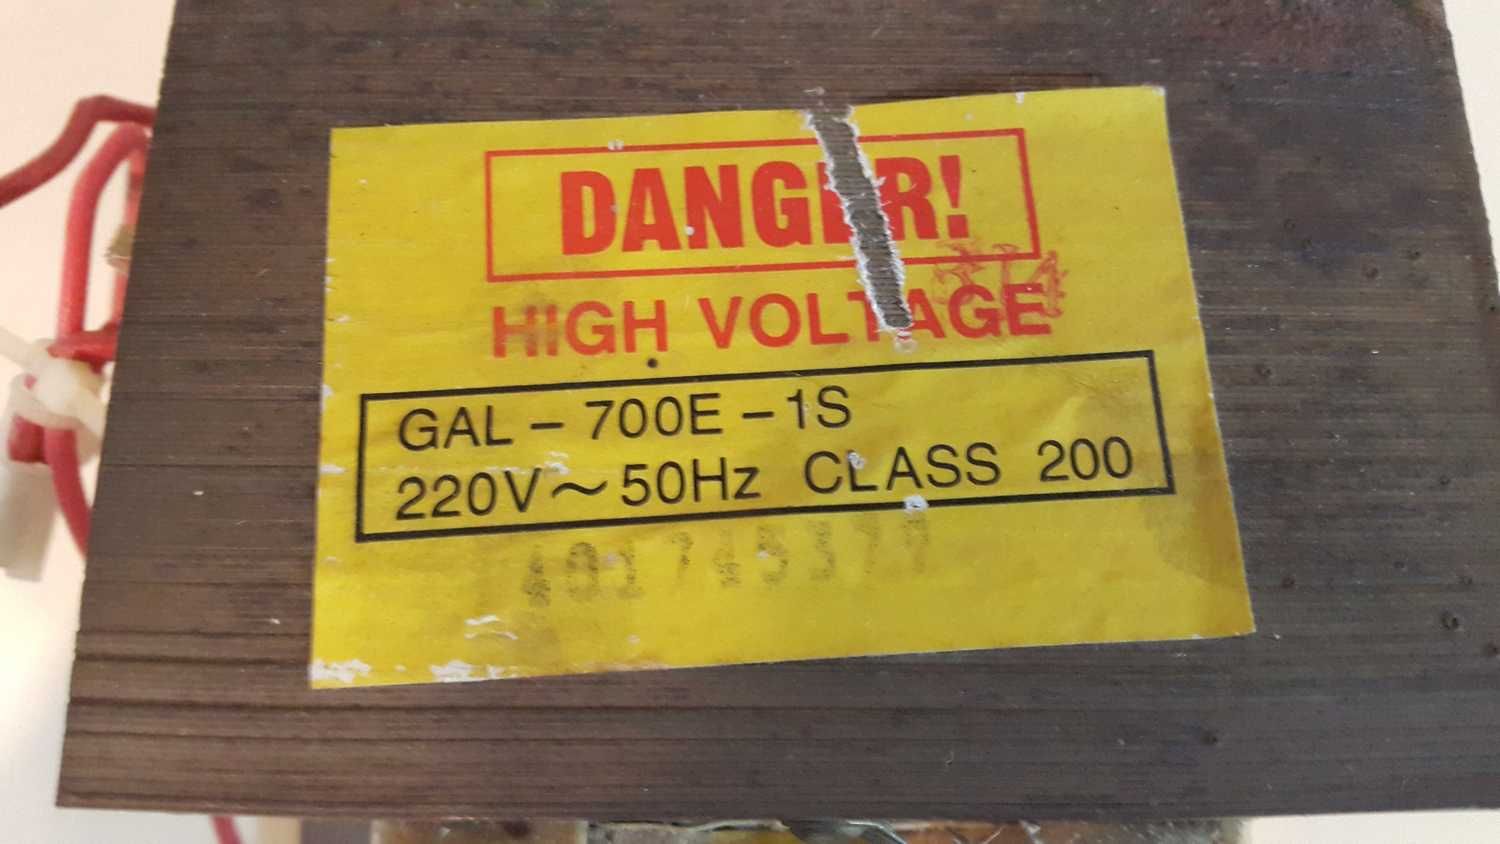 DANGER!
HIGH VOLTAGE
GAL - 700E - 1S
220V ~ 50Hz CLASS 200